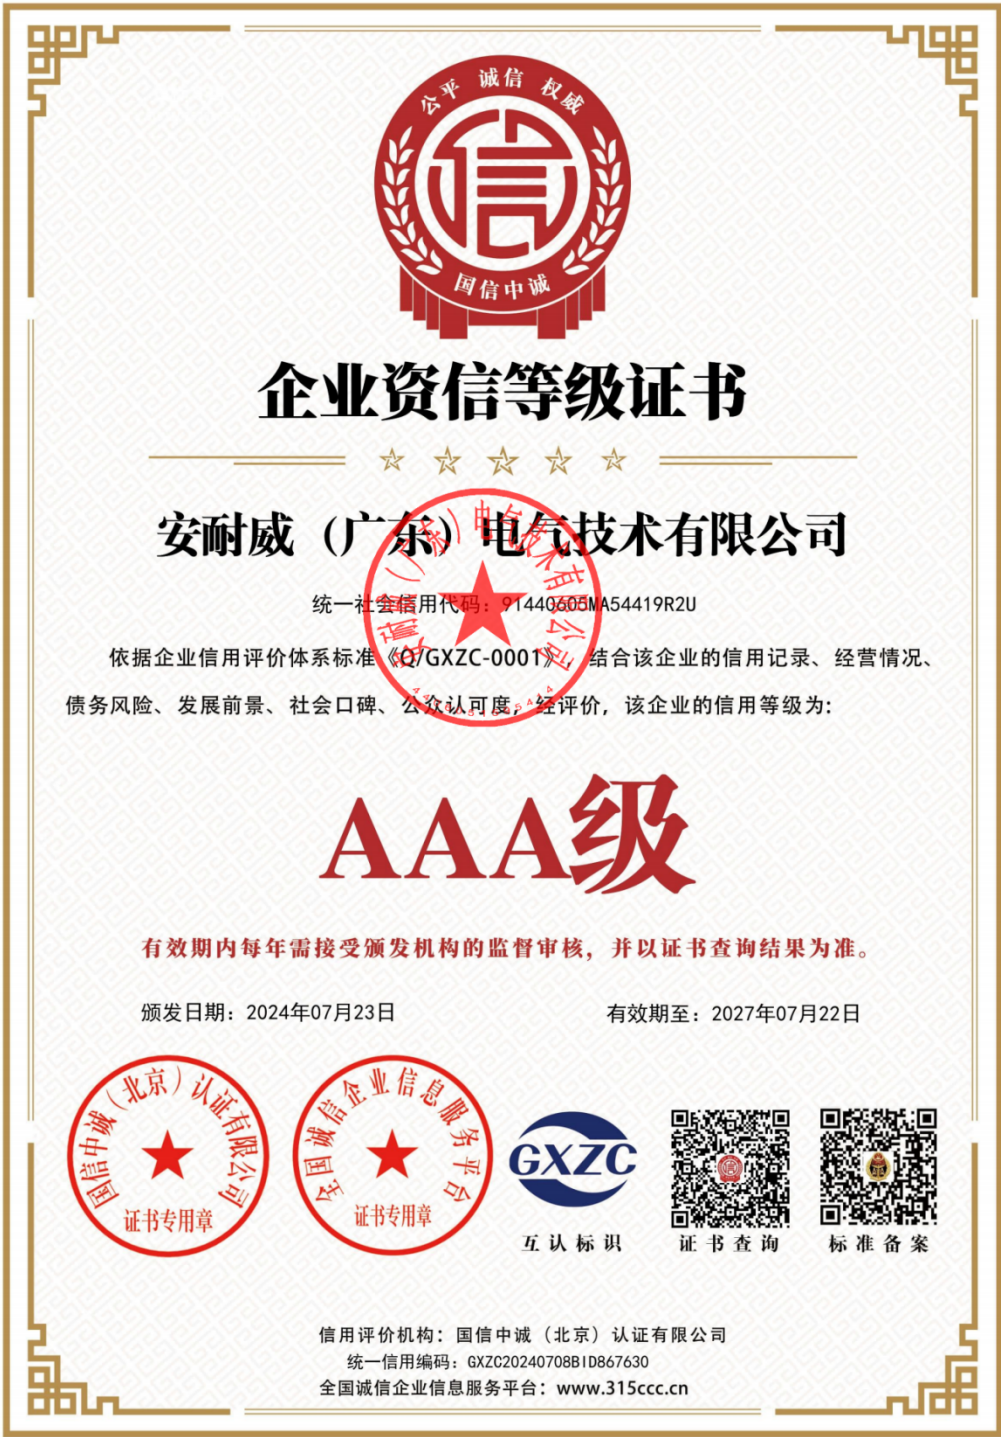 公平 诚信 权威
信
国信中诚
企业资信等级证书
安耐威（广东）电气技术有限公司
统一社会信用代码：91440605MA54419R2U
依据企业信用评价体系标准《Q/GXZC-0001》，结合该企业的信用记录、经营情况、
债务风险、发展前景、社会口碑、公众认可度，经评价，该企业的信用等级为：
安耐威（广东）电气技术有限公司
AAA级
有效期内每年需接受颁发机构的监督审核，并以证书查询结果为准。
颁发日期：2024年07月23日
有效期至：2027年07月22日
国信中诚（北京）认证有限公司
证书专用章
全国诚信企业信息服务平台
证书专用章
GXZC
互认标识
证书查询
标准备案
信用评价机构：国信中诚（北京）认证有限公司
统一信用编码：GXZC20240708BID867630
全国诚信企业信息服务平台：www.315ccc.cn